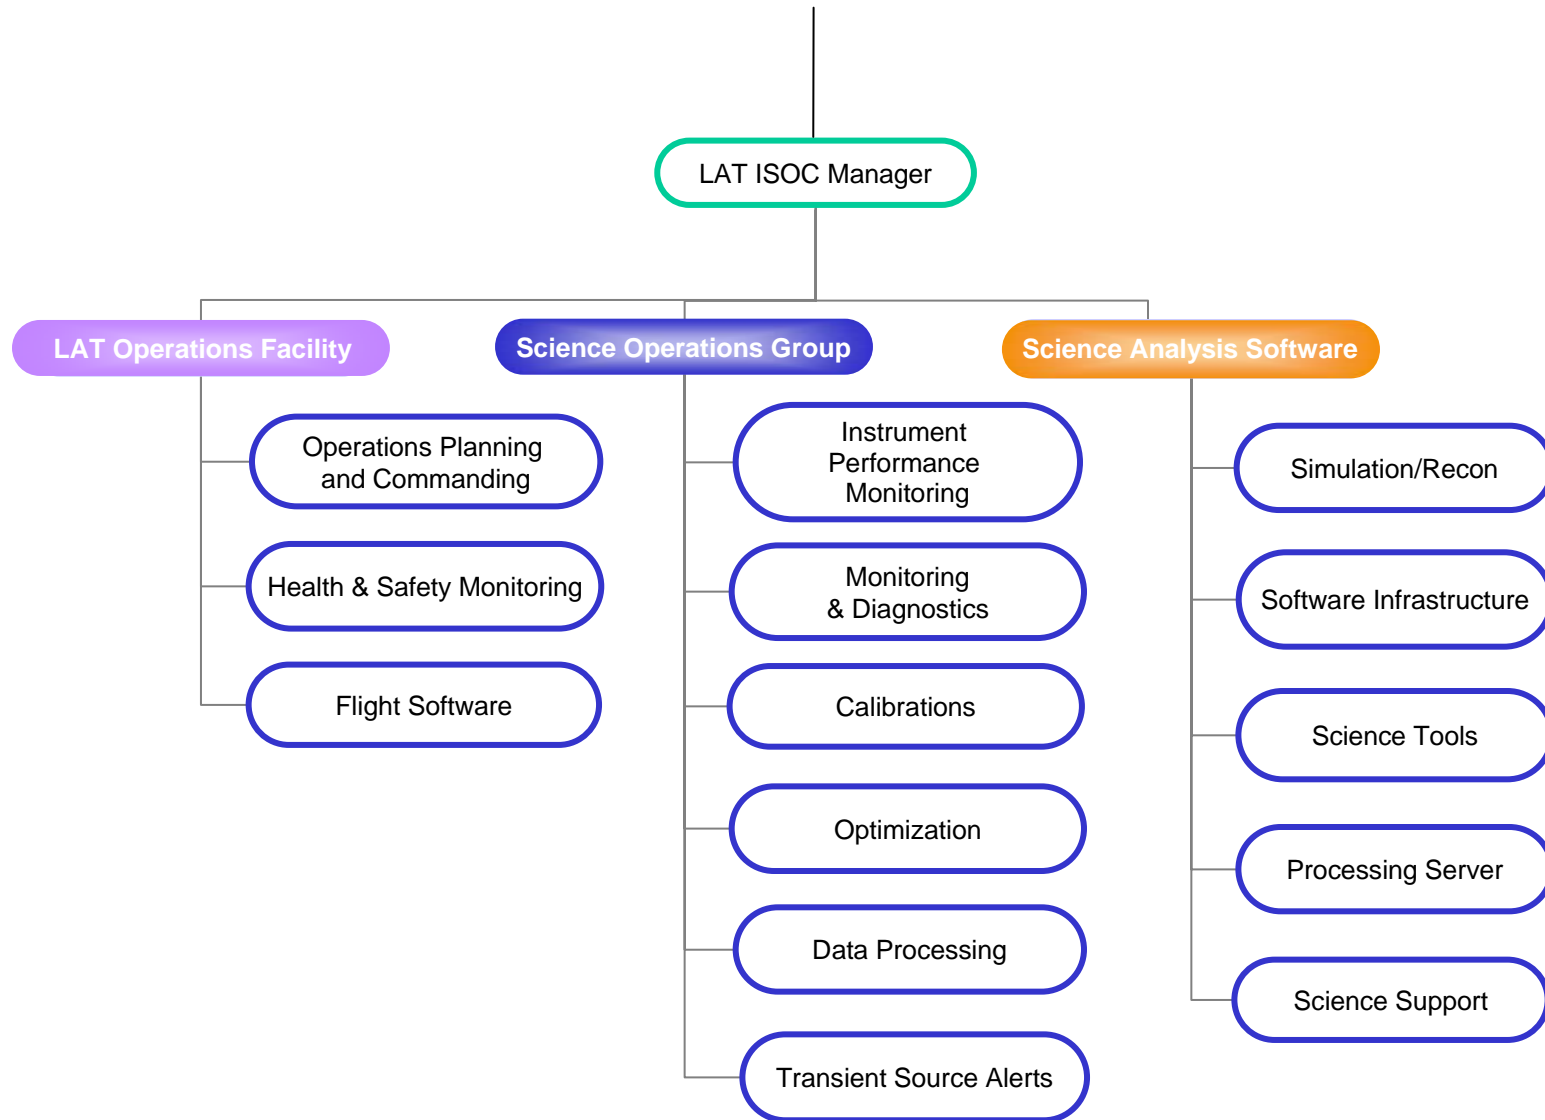 LAT ISOC Manager
LAT Operations Facility
Operations Planning
and Commanding
Health & Safety Monitoring
Flight Software
Science Operations Group
Instrument
Performance
Monitoring
Monitoring
& Diagnostics
Calibrations
Optimization
Data Processing
Transient Source Alerts
Science Analysis Software
Simulation/Recon
Software Infrastructure
Science Tools
Processing Server
Science Support